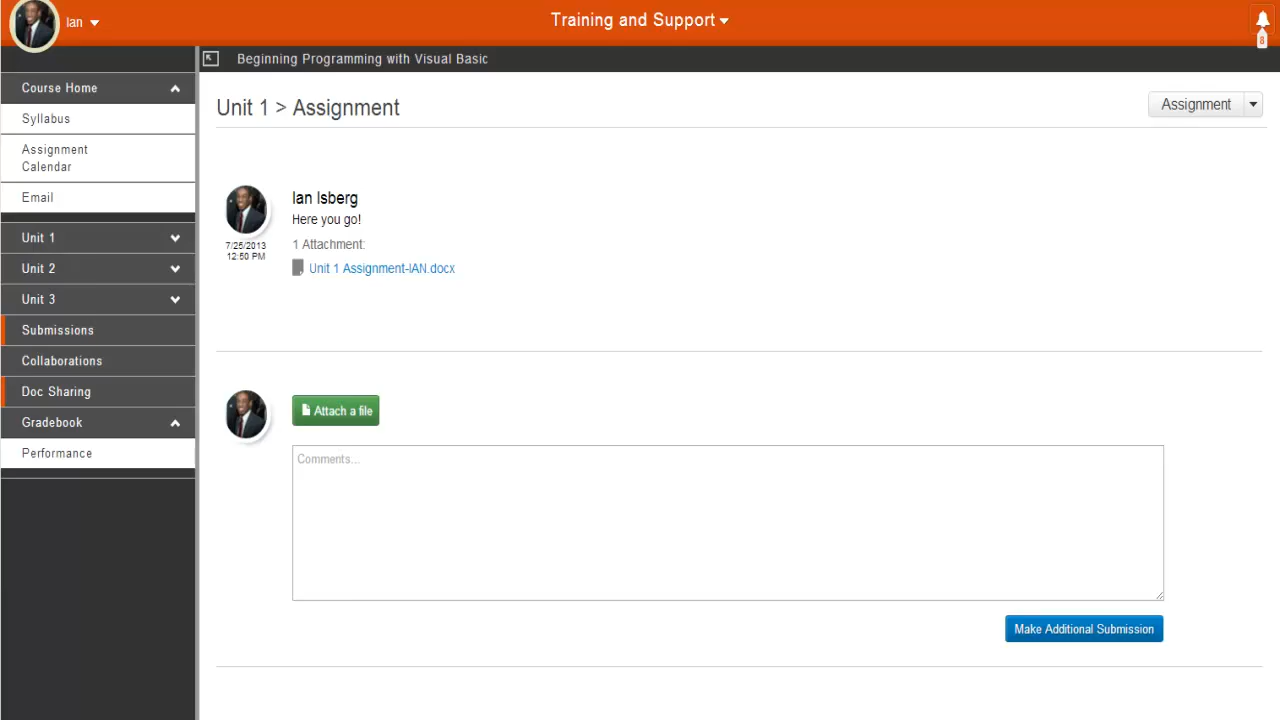 Ian
Training and Support
8
Beginning Programming with Visual Basic
Course Home
Syllabus
Assignment
Calendar
Email
Unit 1
Unit 2
Unit 3
Submissions
Collaborations
Doc Sharing
Gradebook
Performance
Unit 1 > Assignment
Assignment
Ian Isberg
Here you go!
7/25/2013
12:50 PM
1 Attachment:
Unit 1 Assignment-IAN.docx
Attach a file
Comments...
Make Additional Submission